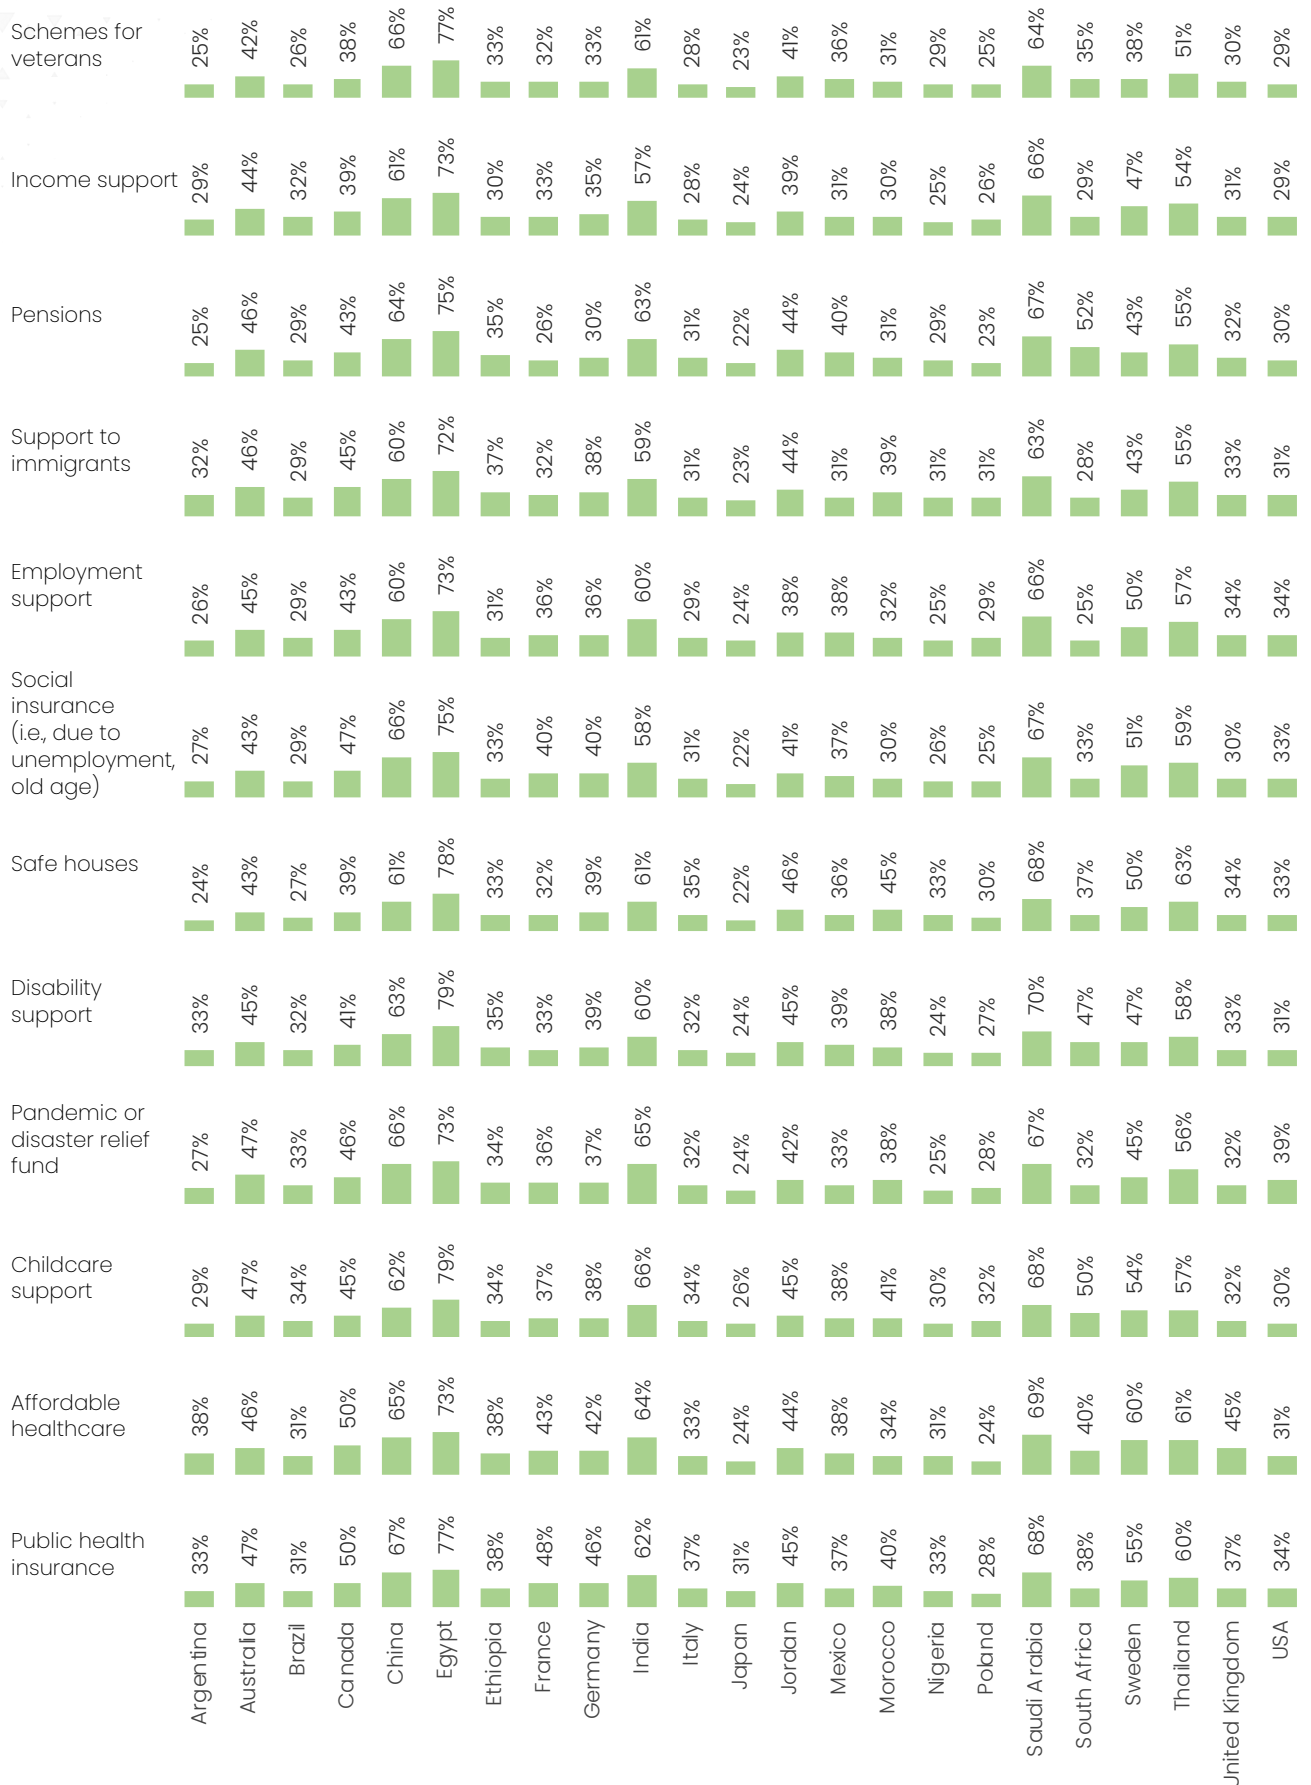 Schemes for
veterans
25% 42% 26% 38% 66% 77% 33% 32% 33% 61% 28% 23% 41% 36% 31% 29% 25% 64% 35% 38% 51% 30% 29%
Income support
29% 44% 32% 39% 61% 73% 30% 33% 35% 57% 28% 24% 39% 31% 30% 25% 26% 66% 29% 47% 54% 31% 29%
Pensions
25% 46% 29% 43% 64% 75% 35% 26% 30% 63% 31% 22% 44% 40% 31% 29% 23% 67% 52% 43% 55% 32% 30%
Support to
immigrants
32% 46% 29% 45% 60% 72% 37% 32% 38% 59% 31% 23% 44% 31% 39% 31% 31% 63% 28% 43% 55% 33% 31%
Employment
support
26% 45% 29% 43% 60% 73% 31% 36% 36% 60% 29% 24% 38% 38% 32% 25% 29% 66% 25% 50% 57% 34% 34%
Social
insurance
(i.e., due to
unemployment,
old age)
27% 43% 29% 47% 66% 75% 33% 40% 40% 58% 31% 22% 41% 37% 30% 26% 25% 67% 33% 51% 59% 30% 33%
Safe houses
24% 43% 27% 39% 61% 78% 33% 32% 39% 61% 35% 22% 46% 36% 45% 33% 30% 68% 37% 50% 63% 34% 33%
Disability
support
33% 45% 32% 41% 63% 79% 35% 33% 39% 60% 32% 24% 45% 39% 38% 24% 27% 70% 47% 47% 58% 33% 31%
Pandemic or
disaster relief
fund
27% 47% 33% 46% 66% 73% 34% 36% 37% 65% 32% 24% 42% 33% 38% 25% 28% 67% 32% 45% 56% 32% 39%
Childcare
support
29% 47% 34% 45% 62% 79% 34% 37% 38% 66% 34% 26% 45% 38% 41% 30% 32% 68% 50% 54% 57% 32% 30%
Affordable
healthcare
38% 46% 31% 50% 65% 73% 38% 43% 42% 64% 33% 24% 44% 38% 34% 31% 24% 69% 40% 60% 61% 45% 31%
Public health
insurance
33% 47% 31% 50% 67% 77% 38% 48% 46% 62% 37% 31% 45% 37% 40% 33% 28% 68% 38% 55% 60% 37% 34%
Argentina
Australia
Brazil
Canada
China
Egypt
Ethiopia
France
Germany
India
Italy
Japan
Jordan
Mexico
Morocco
Nigeria
Poland
Saudi Arabia
South Africa
Sweden
Thailand
United Kingdom
USA